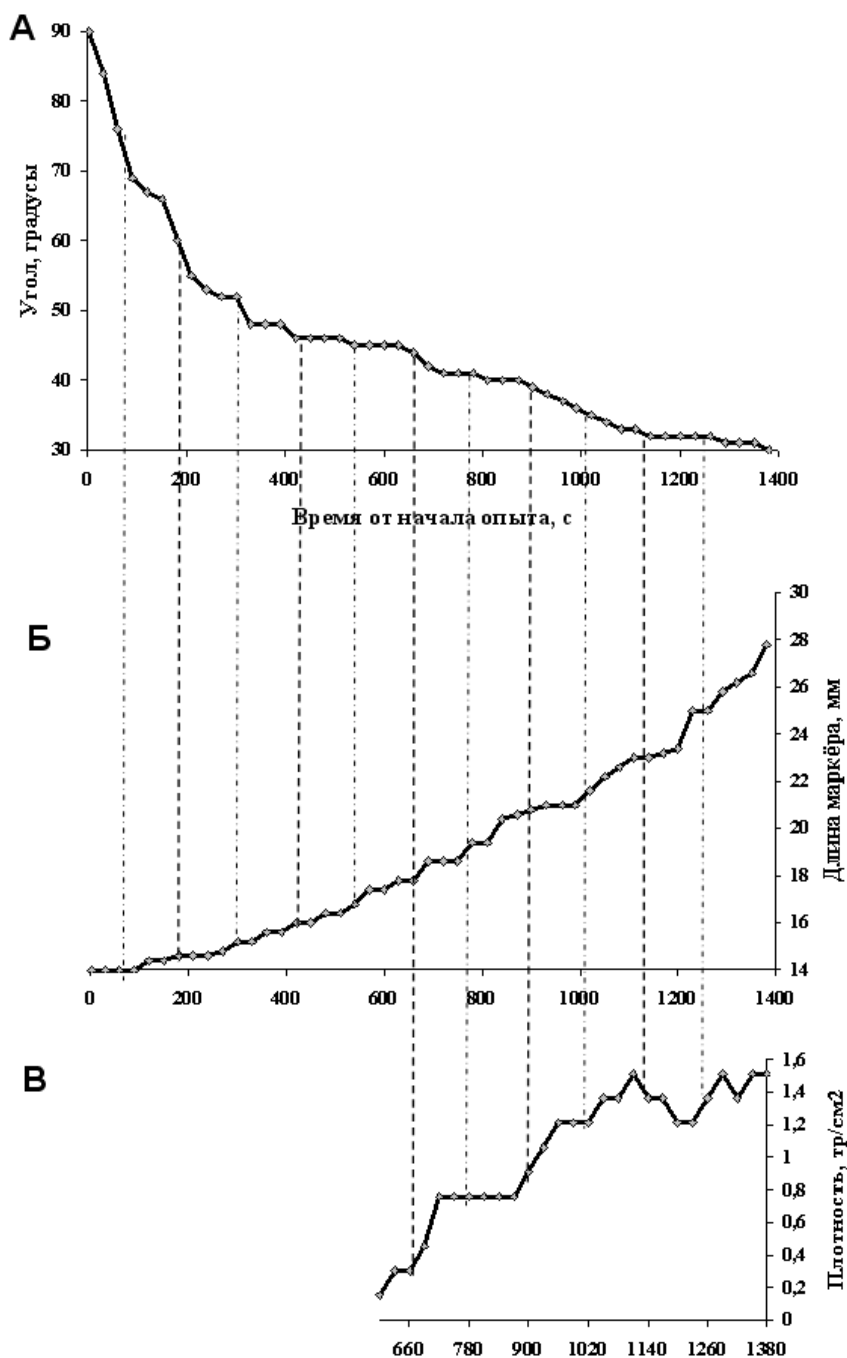 А
90
80
70
60
50
40
30
Угол, градусы
0 200 400 600 800 1000 1200 1400
Время от начала опыта, с
Б
30
28
26
24
22
20
18
16
14
Длина маркёра, мм
0 200 400 600 800 1000 1200 1400
В
1,6
1,4
1,2
1
0,8
0,6
0,4
0,2
0
Плотность, тр/см2
660 780 900 1020 1140 1260 1380